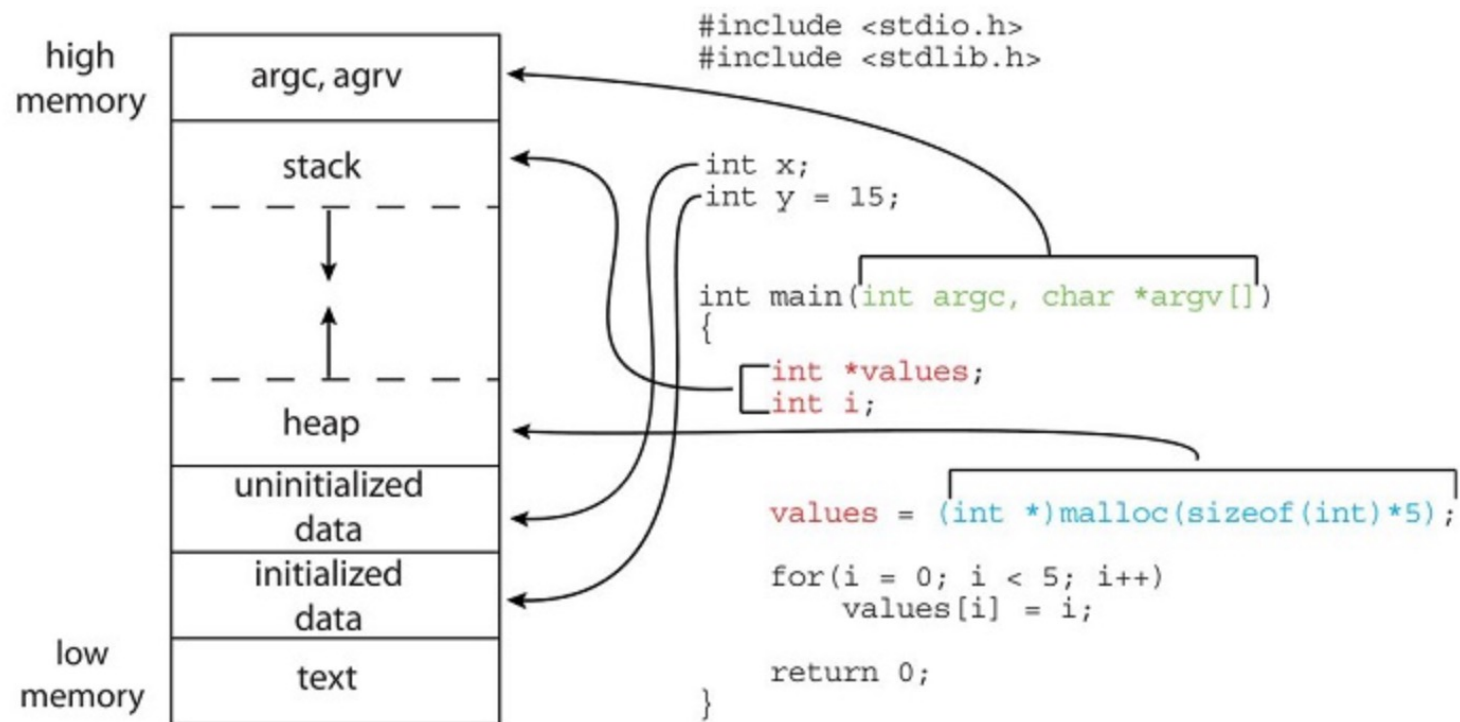 high
memory
argc, agrv
stack
heap
uninitialized
data
initialized
data
low
memory
text
#include <stdio.h>
#include <stdlib.h>
int x;
int y = 15;
int main(int argc, char *argv[])
{
int *values;
int i;
values = (int *)malloc(sizeof(int)*5);
for(i = 0; i < 5; i++)
values[i] = i;
return 0;
}